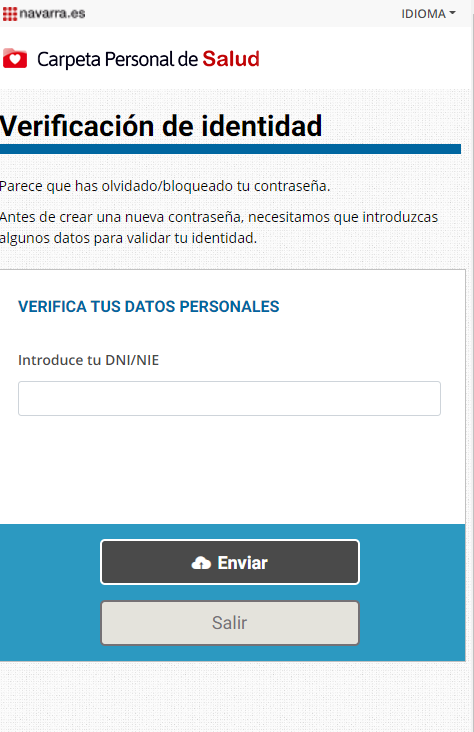 navarra.es
IDIOMA
Carpeta Personal de Salud
Verificación de identidad
Parece que has olvidado/bloqueado tu contraseña.
Antes de crear una nueva contraseña, necesitamos que introduzcas
algunos datos para validar tu identidad.
VERIFICA TUS DATOS PERSONALES
Introduce tu DNI/NIE
Enviar
Salir